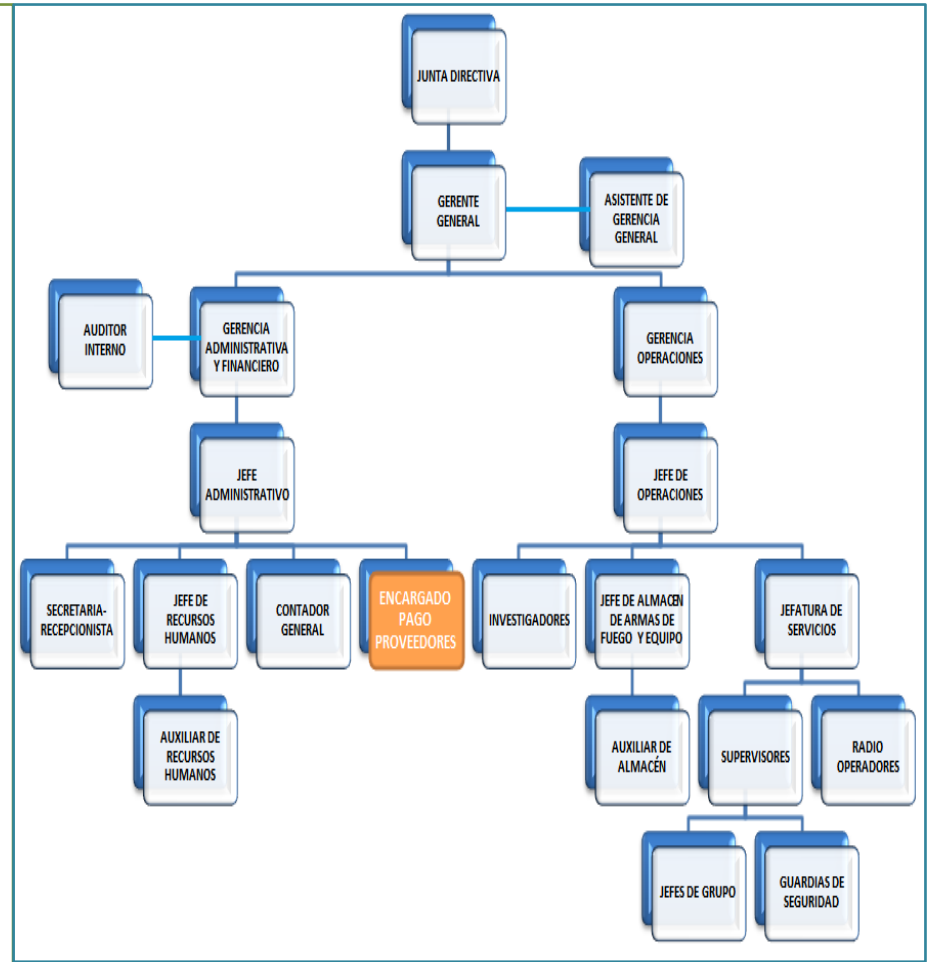 JUNTA DIRECTIVA
GERENTE
GENERAL
ASISTENTE DE
GERENCIA
GENERAL
AUDITOR
INTERNO
GERENCIA
ADMINISTRATIVA
Y FINANCIERO
GERENCIA
OPERACIONES
JEFE
ADMINISTRATIVO
JEFE DE
OPERACIONES
SECRETARIA-
RECEPCIONISTA
JEFE DE
RECURSOS
HUMANOS
CONTADOR
GENERAL
ENCARGADO
PAGO
PROVEEDORES
INVESTIGADORES
JEFE DE ALMACEN
DE ARMAS DE
FUEGO Y EQUIPO
JEFATURA DE
SERVICIOS
AUXILIAR DE
RECURSOS
HUMANOS
AUXILIAR DE
ALMACÉN
SUPERVISORES
RADIO
OPERADORES
JEFES DE GRUPO
GUARDIAS DE
SEGURIDAD